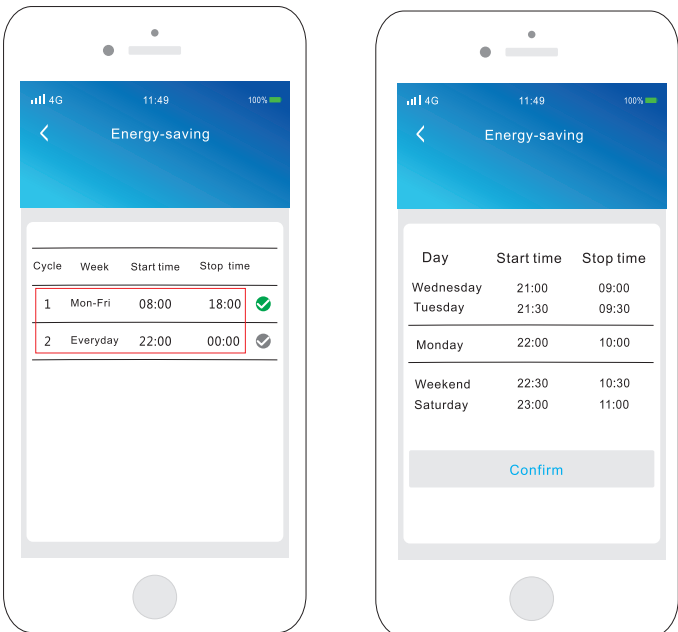 4G 11:49 100%
Energy-saving
Cycle Week Start time Stop time
1 Mon-Fri 08:00 18:00
2 Everyday 22:00 00:00
4G 11:49 100%
Energy-saving
Day Start time Stop time
Wednesday 21:00 09:00
Tuesday 21:30 09:30
Monday 22:00 10:00
Weekend 22:30 10:30
Saturday 23:00 11:00
Confirm